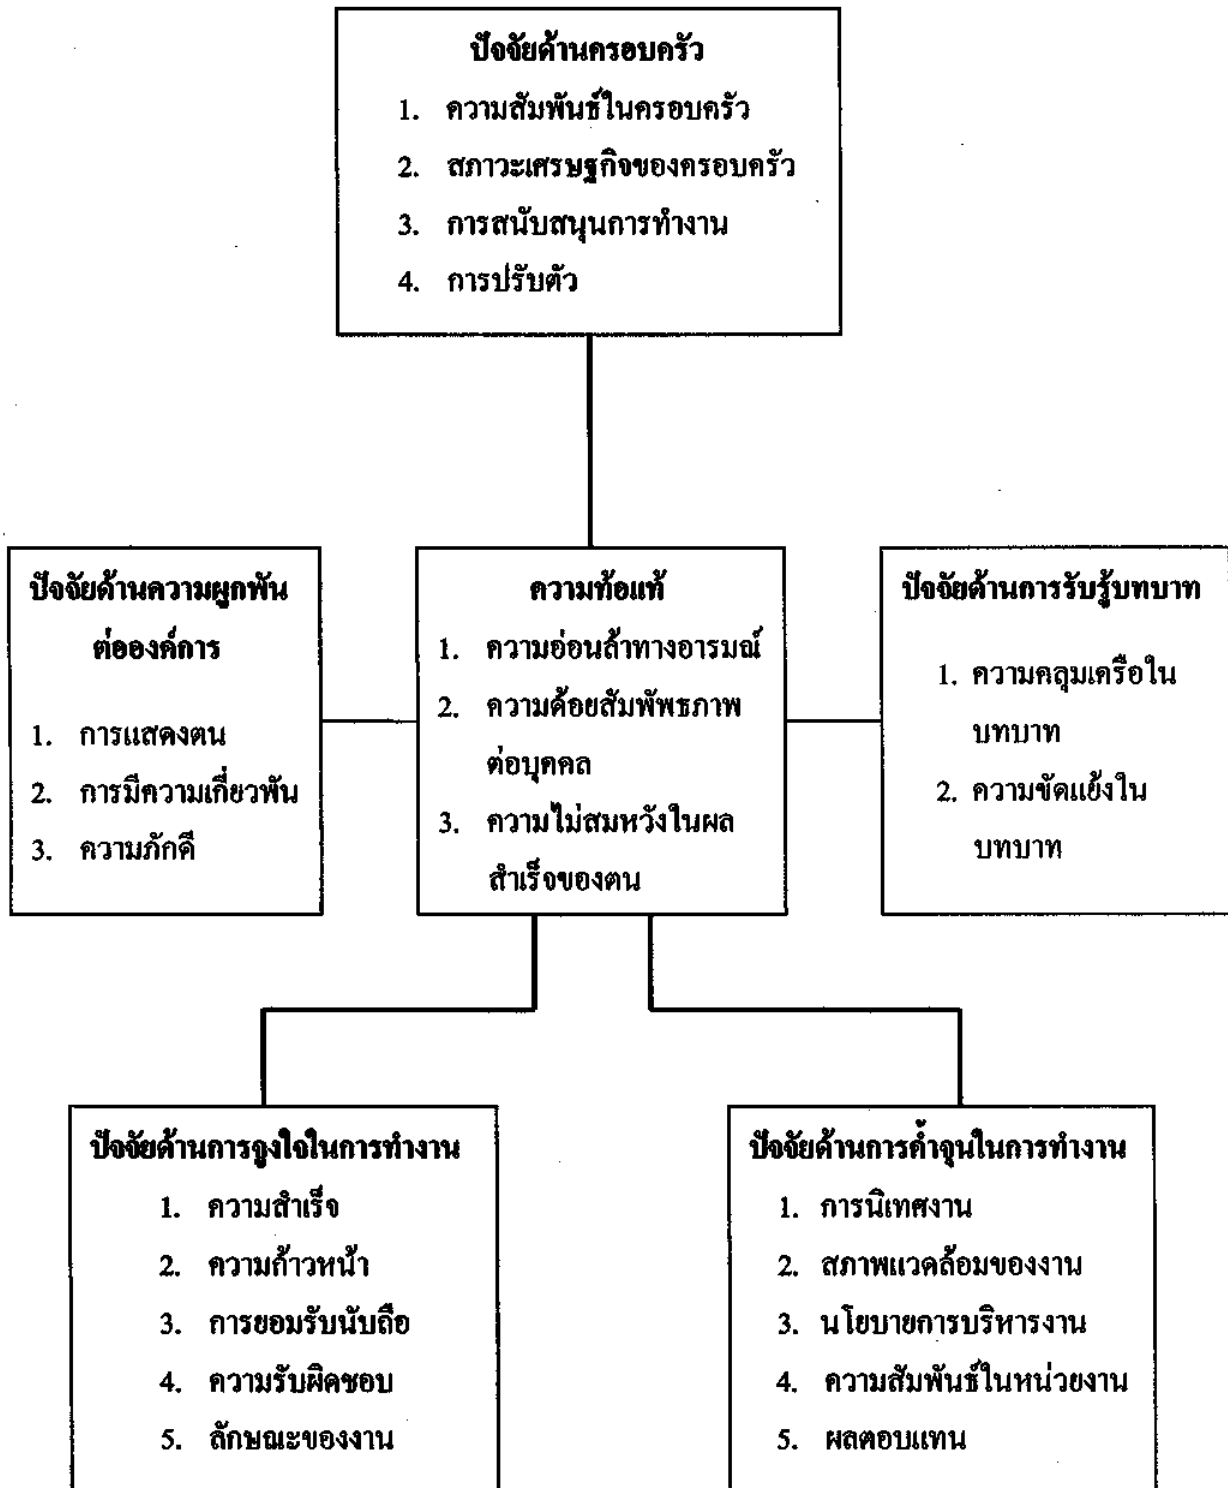 ปัจจัยด้านครอบครัว
1. ความสัมพันธ์ในครอบครัว
2. สภาวะเศรษฐกิจของครอบครัว
3. การสนับสนุนการทำงาน
4. การปรับตัว
ปัจจัยด้านความผูกพัน
ต่อองค์การ
1. การแสดงตน
2. การมีความเกี่ยวพัน
3. ความภักดี
ความท้อแท้
1. ความอ่อนล้าทางอารมณ์
2. ความด้อยสัมพัพธภาพ
ต่อบุคคล
3. ความไม่สมหวังในผล
สำเร็จของตน
ปัจจัยด้านการรับรู้บทบาท
1. ความคลุมเครือใน
บทบาท
2. ความขัดแย้งใน
บทบาท
ปัจจัยด้านการจูงใจในการทำงาน
1. ความสำเร็จ
2. ความก้าวหน้า
3. การยอมรับนับถือ
4. ความรับผิดชอบ
5. ลักษณะของงาน
ปัจจัยด้านการค้ำจุนในการทำงาน
1. การนิเทศงาน
2. สภาพแวดล้อมของงาน
3. นโยบายการบริหารงาน
4. ความสัมพันธ์ในหน่วยงาน
5. ผลตอบแทน